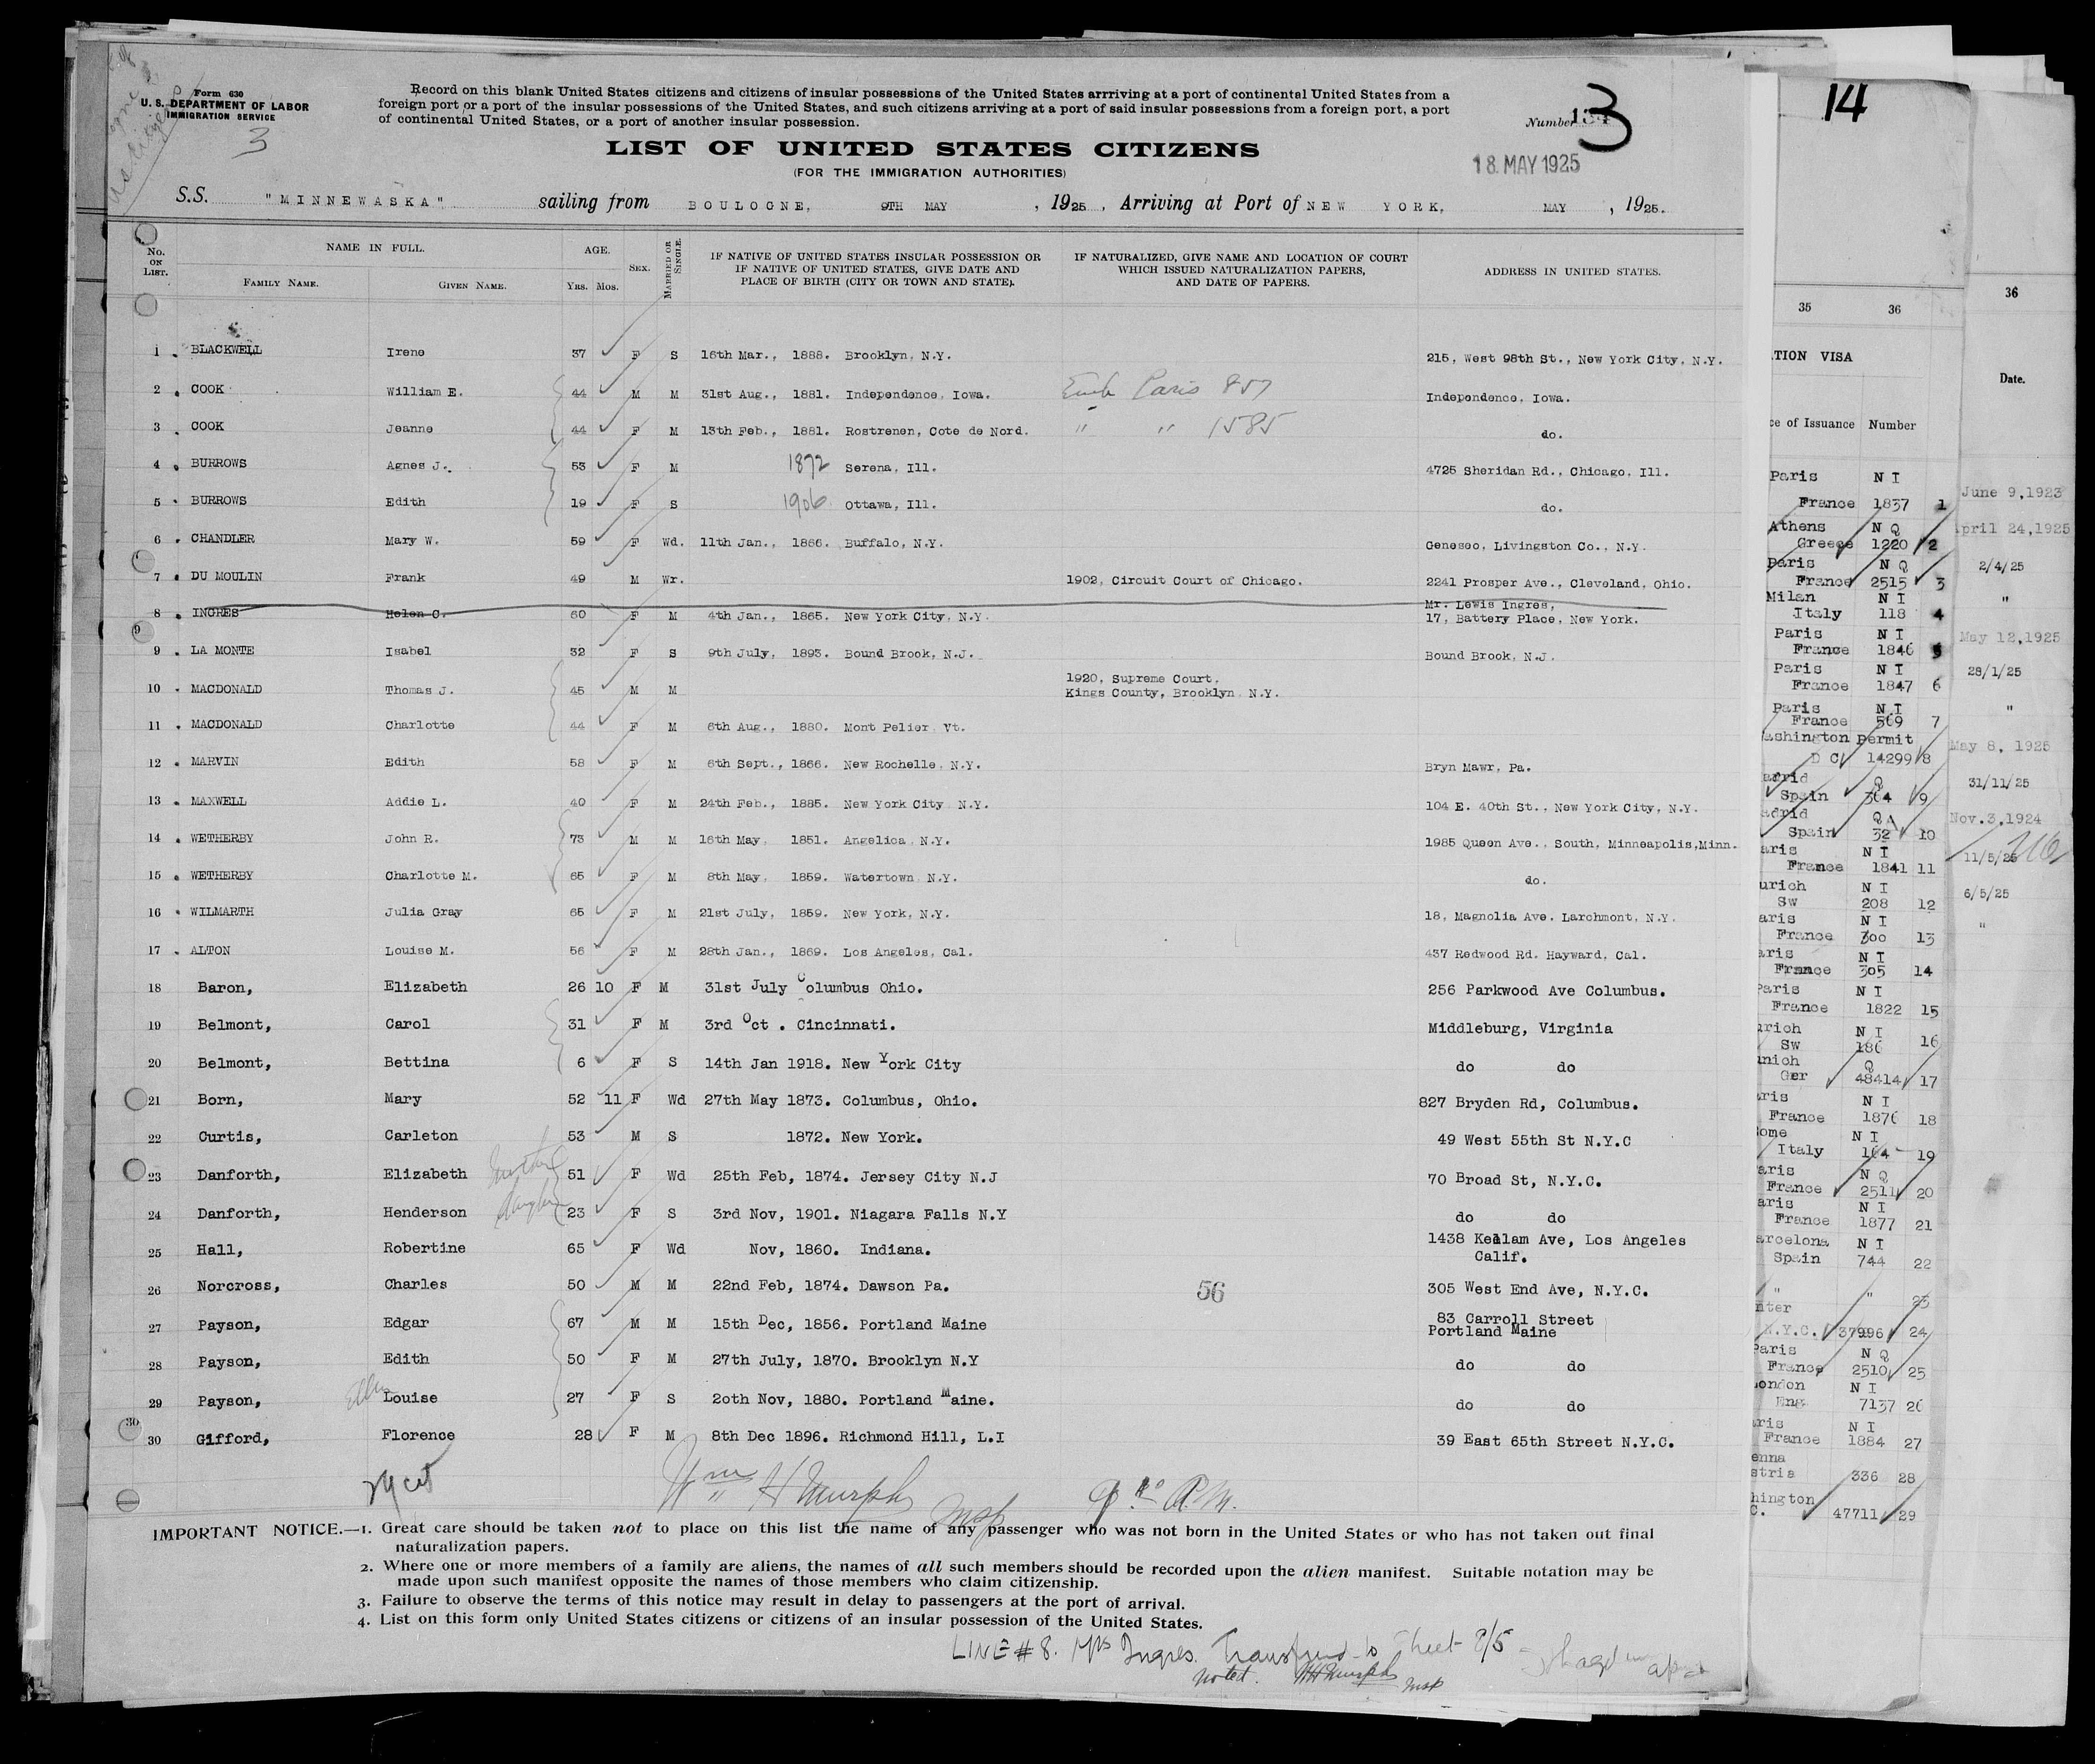 Form 630
U. S. DEPARTMENT OF LABOR
IMMIGRATION SERVICE
3
Record on this blank United States citizens and citizens of insular possessions of the United States arrriving at a port of continental United States from a
foreign port or a port of the insular possessions of the United States, and such citizens arriving at a port of said insular possessions from a foreign port, a port
of continental United States, or a port of another insular possession.
Number 3
LIST OF UNITED STATES CITIZENS
(FOR THE IMMIGRATION AUTHORITIES)
18 MAY 1925
S.S. "MINNEWASKA" sailing from BOULOGNE, 9TH MAY, 1925, Arriving at Port of NEW YORK, MAY, 1925.
No. ON LIST. NAME IN FULL. FAMILY NAME. GIVEN NAME. AGE. YRS. MOS. SEX. MARRIED OR SINGLE. IF NATIVE OF UNITED STATES INSULAR POSSESSION OR IF NATIVE OF UNITED STATES, GIVE DATE AND PLACE OF BIRTH (CITY OR TOWN AND STATE). IF NATURALIZED, GIVE NAME AND LOCATION OF COURT WHICH ISSUED NATURALIZATION PAPERS, AND DATE OF PAPERS. ADDRESS IN UNITED STATES.
1 BLACKWELL Irene 37 F S 16th Mar., 1888. Brooklyn, N.Y. 215, West 98th St., New York City, N.Y.
2 COOK William E. 44 M M 31st Aug., 1881. Independence, Iowa. Emb Paris 857 Independence, Iowa.
3 COOK Jeanne 44 F M 13th Feb., 1881. Rostrenen, Cote de Nord. " " 1585 do.
4 BURROWS Agnes J. 53 F M 1872 Serena, Ill. 4725 Sheridan Rd., Chicago, Ill.
5 BURROWS Edith 19 F S 1906 Ottawa, Ill. do.
6 CHANDLER Mary W. 59 F Wd. 11th Jan., 1866. Buffalo, N.Y. Geneseo, Livingston Co., N.Y.
7 DU MOULIN Frank 49 M Wr. 1902, Circuit Court of Chicago. 2241 Prosper Ave., Cleveland, Ohio.
8 INGRES Helen C. 60 F M 4th Jan., 1865. New York City, N.Y. Mr. Lewis Ingres,
17, Battery Place, New York.
9 LA MONTE Isabel 32 F S 9th July, 1893. Bound Brook, N.J. Bound Brook, N.J.
10 MACDONALD Thomas J. 45 M M 1920, Supreme Court,
Kings County, Brooklyn, N.Y.
11 MACDONALD Charlotte 44 F M 6th Aug., 1880. Mont Pelier, Vt.
12 MARVIN Edith 58 F M 6th Sept., 1866. New Rochelle, N.Y. Bryn Mawr, Pa.
13 MAXWELL Addie L. 40 F M 24th Feb., 1885. New York City N.Y. 104 E. 40th St., New York City, N.Y.
14 WETHERBY John R. 73 M M 16th May, 1851. Angelica, N.Y. 1985 Queen Ave., South, Minneapolis,Minn.
15 WETHERBY Charlotte M. 65 F M 8th May, 1859. Watertown, N.Y. do.
16 WILMARTH Julia Gray 65 F M 21st July, 1859. New York, N.Y. 18, Magnolia Ave. Larchmont, N.Y.
17 ALTON Louise M. 56 F M 28th Jan., 1869. Los Angeles, Cal. 437 Redwood Rd. Hayward, Cal.
18 Baron, Elizabeth 26 10 F M 31st July Columbus Ohio. 256 Parkwood Ave Columbus.
19 Belmont, Carol 31 F M 3rd Oct . Cincinnati. Middleburg, Virginia
20 Belmont, Bettina 6 F S 14th Jan 1918. New York City do do
21 Born, Mary 52 11 F Wd 27th May 1873. Columbus, Ohio. 827 Bryden Rd, Columbus.
22 Curtis, Carleton 53 M S 1872. New York. 49 West 55th St N.Y.C
23 Danforth, Elizabeth 51 F Wd 25th Feb, 1874. Jersey City N.J 70 Broad St, N.Y.C.
24 Danforth, Henderson 23 F S 3rd Nov, 1901. Niagara Falls N.Y do do
25 Hall, Robertine 65 F Wd Nov, 1860. Indiana. 1438 Kellam Ave, Los Angeles
Calif.
26 Norcross, Charles 50 M M 22nd Feb, 1874. Dawson Pa. 56 305 West End Ave, N.Y.C.
27 Payson, Edgar 67 M M 15th Dec, 1856. Portland Maine 83 Carroll Street
Portland Maine
28 Payson, Edith 50 F M 27th July, 1870. Brooklyn N.Y do do
29 Payson, Ellen Louise 27 F S 2oth Nov, 1880. Portland Maine. do do
30 Gifford, Florence 28 F M 8th Dec 1896. Richmond Hill, L.I 39 East 65th Street N.Y.C.
Wm H Murphy Insp A.M.
IMPORTANT NOTICE.—1. Great care should be taken not to place on this list the name of any passenger who was not born in the United States or who has not taken out final
naturalization papers.
2. Where one or more members of a family are aliens, the names of all such members should be recorded upon the alien manifest. Suitable notation may be
made upon such manifest opposite the names of those members who claim citizenship.
3. Failure to observe the terms of this notice may result in delay to passengers at the port of arrival.
4. List on this form only United States citizens or citizens of an insular possession of the United States.
LINE # 8. Mrs Ingres. Transferred to Sheet 8/5
Noted. WH Murphy Insp
14
35 36
TION VISA
ce of Issuance Number
Paris N I
France 1837 1
Athens N Q
Greece 1220 2
Paris N Q
France 2515 3
Milan N I
Italy 118 4
Paris N I
France 1846 5
Paris N I
France 1847 6
Paris N I
France 569 7
ashington permit
D C 14299 8
adrid Q
Spain 364 9
adrid Q
Spain 32 10
aris N I
France 1841 11
urich N I
Sw 208 12
aris N I
France 300 13
aris N I
France 305 14
Paris N I
France 1822 15
urich N I
Sw 186 16
unich Q
Ger 48414 17
aris N I
France 1876 18
ome N I
Italy 164 19
aris N Q
France 2511 20
aris N I
France 1877 21
arcelona N I
Spain 744 22
" " 23
nter
N.Y.C. 37996 24
Paris N Q
France 2510 25
ondon N I
Eng 7137 26
aris N I
France 1884 27
enna
stria 336 28
hington
C. 47711 29
36
Date.
June 9,1923
April 24,1925
2/4/25
"
May 12,1925
28/1/25
"
May 8, 1925
31/11/25
Nov.3,1924
11/5/25
6/5/25
"